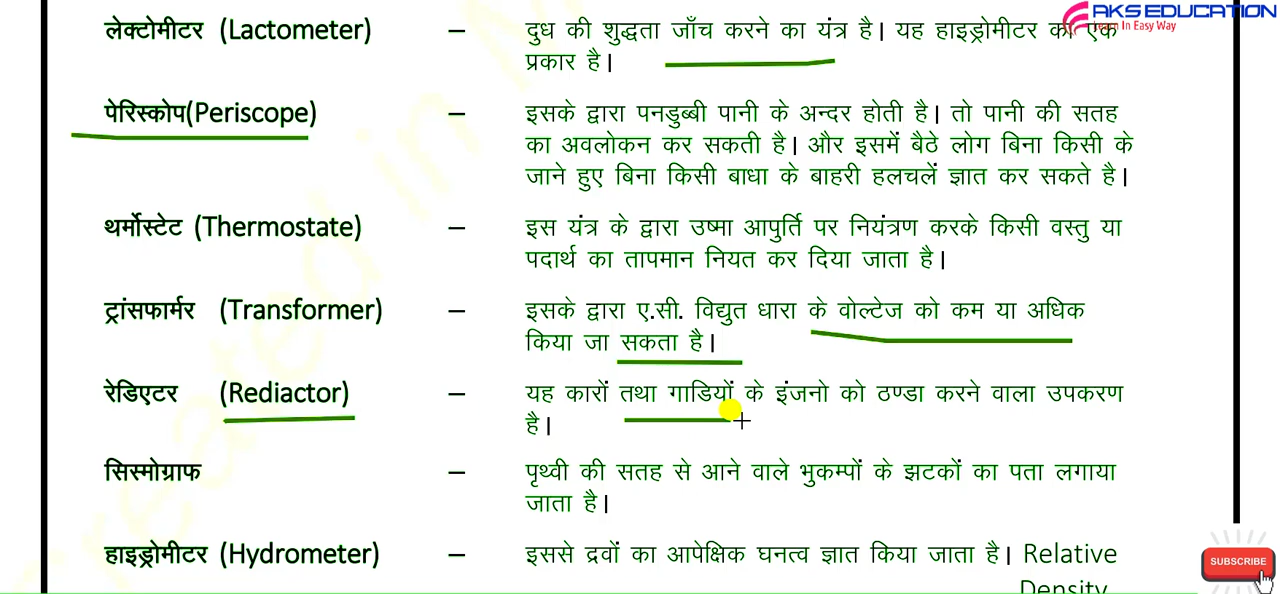 AKS EDUCATION
Learn In Easy Way
लेक्टोमीटर (Lactometer) – दुध की शुद्धता जाँच करने का यंत्र है। यह हाइड्रोमीटर का एक
प्रकार है।
पेरिस्कोप(Periscope) – इसके द्वारा पनडुब्बी पानी के अन्दर होती है। तो पानी की सतह
का अवलोकन कर सकती है। और इसमें बैठे लोग बिना किसी के
जाने हुए बिना किसी बाधा के बाहरी हलचलें ज्ञात कर सकते है।
थर्मोस्टेट (Thermostate) – इस यंत्र के द्वारा उष्मा आपुर्ति पर नियंत्रण करके किसी वस्तु या
पदार्थ का तापमान नियत कर दिया जाता है।
ट्रांसफार्मर (Transformer) – इसके द्वारा ए.सी. विद्युत धारा के वोल्टेज को कम या अधिक
किया जा सकता है।
रेडिएटर (Rediactor) – यह कारों तथा गाडियों के इंजनो को ठण्डा करने वाला उपकरण
है।
सिस्मोग्राफ – पृथ्वी की सतह से आने वाले भुकम्पों के झटकों का पता लगाया
जाता है।
हाइड्रोमीटर (Hydrometer) – इससे द्रवों का आपेक्षिक घनत्व ज्ञात किया जाता है। Relative
Density
SUBSCRIBE